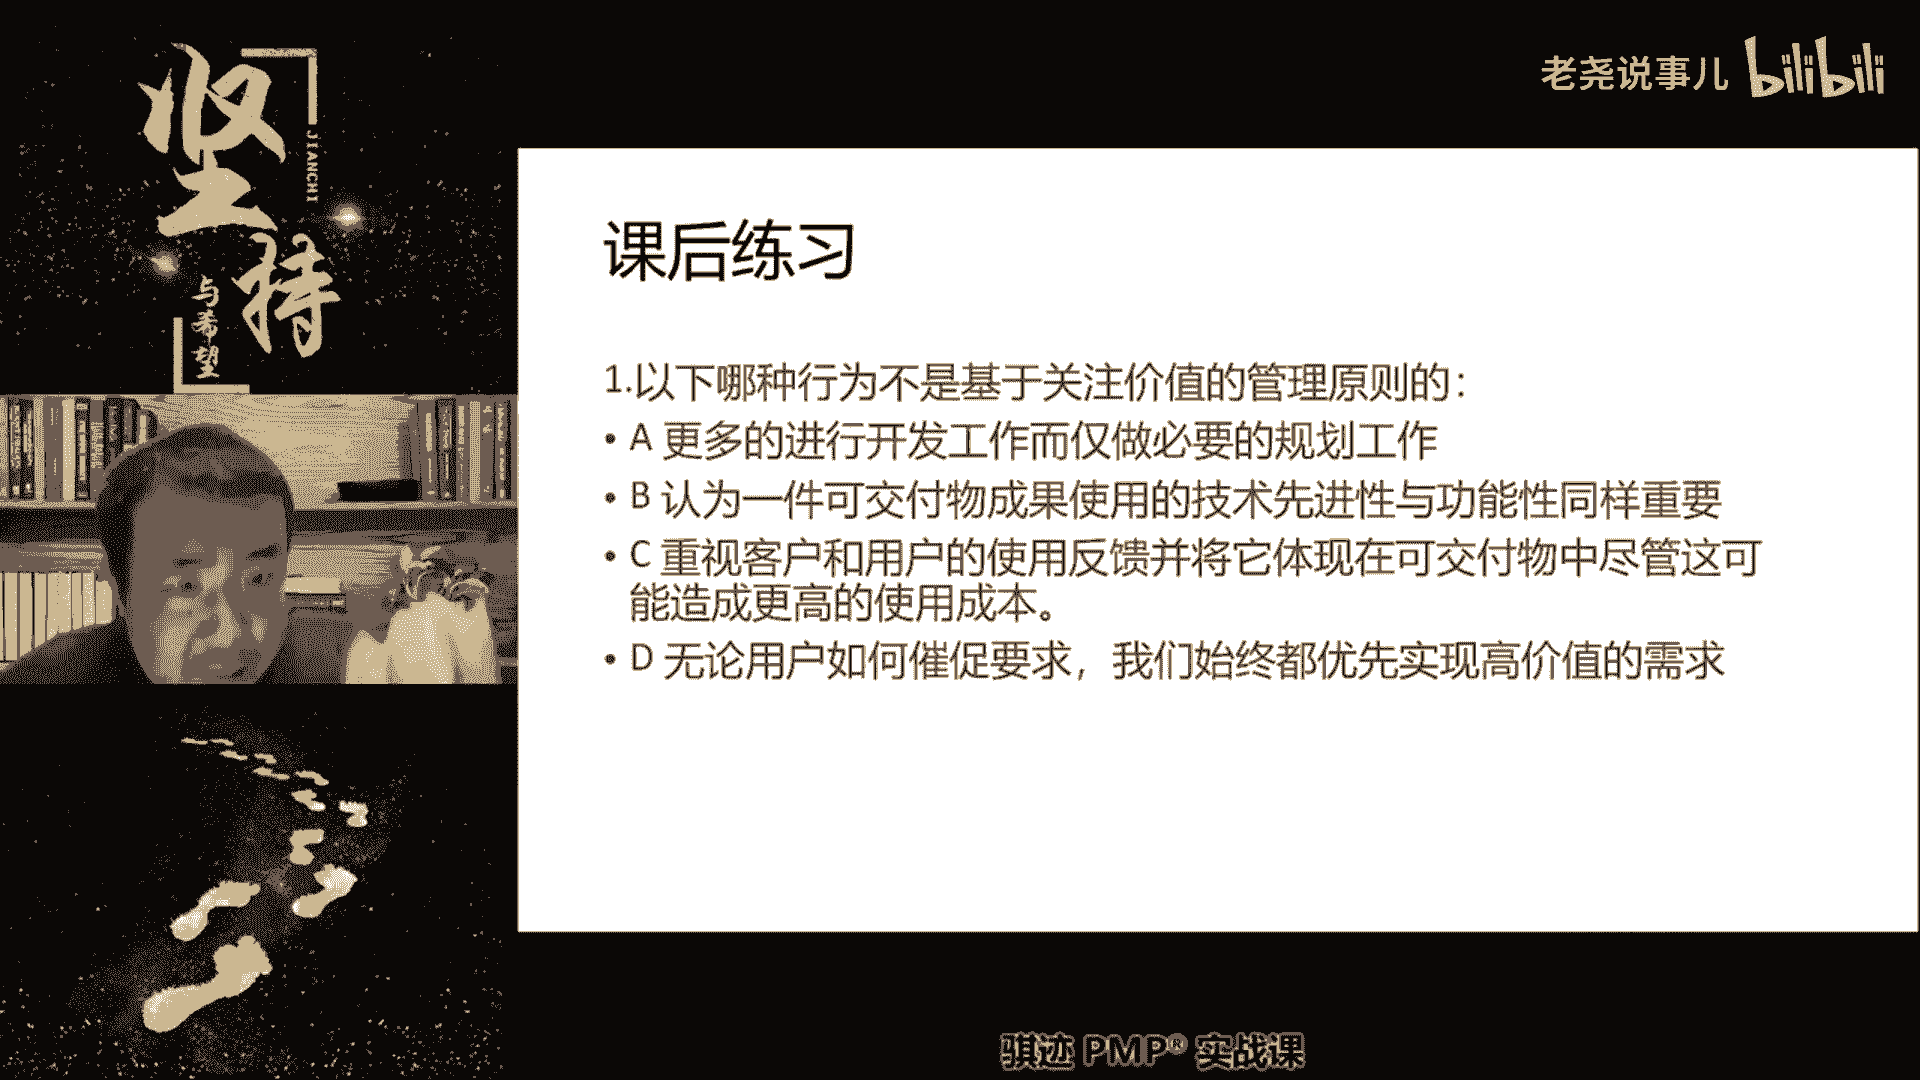 坚持
JIANCHI
与希望
老尧说事儿 bilibili
课后练习
1.以下哪种行为不是基于关注价值的管理原则的：
• A 更多的进行开发工作而仅做必要的规划工作
• B 认为一件可交付物成果使用的技术先进性与功能性同样重要
• C 重视客户和用户的使用反馈并将它体现在可交付物中尽管这可
能造成更高的使用成本。
• D 无论用户如何催促要求，我们始终都优先实现高价值的需求
骐迹 PMP® 实战课